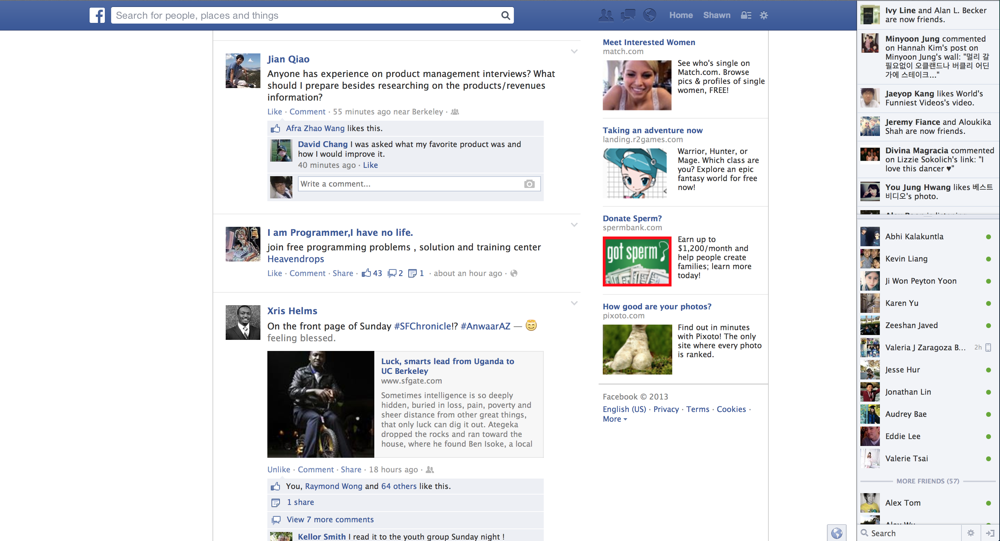 Search for people, places and things
Home Shawn
Jian Qiao
Anyone has experience on product management interviews? What
should I prepare besides researching on the products/revenues
information?
Like · Comment · 55 minutes ago near Berkeley ·
Afra Zhao Wang likes this.
David Chang I was asked what my favorite product was and
how I would improve it.
40 minutes ago · Like
Write a comment...
I am Programmer,I have no life.
join free programming problems , solution and training center
Heavendrops
Like · Comment · Share · 43 2 1 · about an hour ago ·
Xris Helms
On the front page of Sunday #SFChronicle!? #AnwaarAZ —
feeling blessed.
Luck, smarts lead from Uganda to
UC Berkeley
www.sfgate.com
Sometimes intelligence is so deeply
hidden, buried in loss, pain, poverty and
sheer distance from other great things,
that only luck can dig it out. Ategeka
dropped the rocks and ran toward the
house, where he found Ben Isoke, a local
Unlike · Comment · Share · 18 hours ago ·
You, Raymond Wong and 64 others like this.
1 share
View 7 more comments
Kellor Smith I read it to the youth group Sunday night !
Meet Interested Women
match.com
See who's single on
Match.com. Browse
pics & profiles of single
women, FREE!
Taking an adventure now
landing.r2games.com
Warrior, Hunter, or
Mage. Which class are
you? Explore an epic
fantasy world for free
now!
Donate Sperm?
spermbank.com
got sperm?
Earn up to
$1,200/month and
help people create
families; learn more
today!
How good are your photos?
pixoto.com
Find out in minutes
with Pixoto! The only
site where every photo
is ranked.
Facebook © 2013
English (US) · Privacy · Terms · Cookies ·
More
Ivy Line and Alan L. Becker
are now friends.
Minyoon Jung commented
on Hannah Kim's post on
Minyoon Jung's wall: "멀리 갈
필요없이 오클랜드나 버클리 어딘
가에 스테이크..."
Jaeyop Kang likes World's
Funniest Videos's video.
Jeremy Fiance and Aloukika
Shah are now friends.
Divina Magracia commented
on Lizzie Sokolich's link: "I
love this dancer ♥"
You Jung Hwang likes 베스트
비디오's photo.
Abhi Kalakuntla
Kevin Liang
Ji Won Peyton Yoon
Karen Yu
Zeeshan Javed
Valeria J Zaragoza B... 2h
Jesse Hur
Jonathan Lin
Audrey Bae
Eddie Lee
Valerie Tsai
MORE FRIENDS (57)
Alex Tom
Search